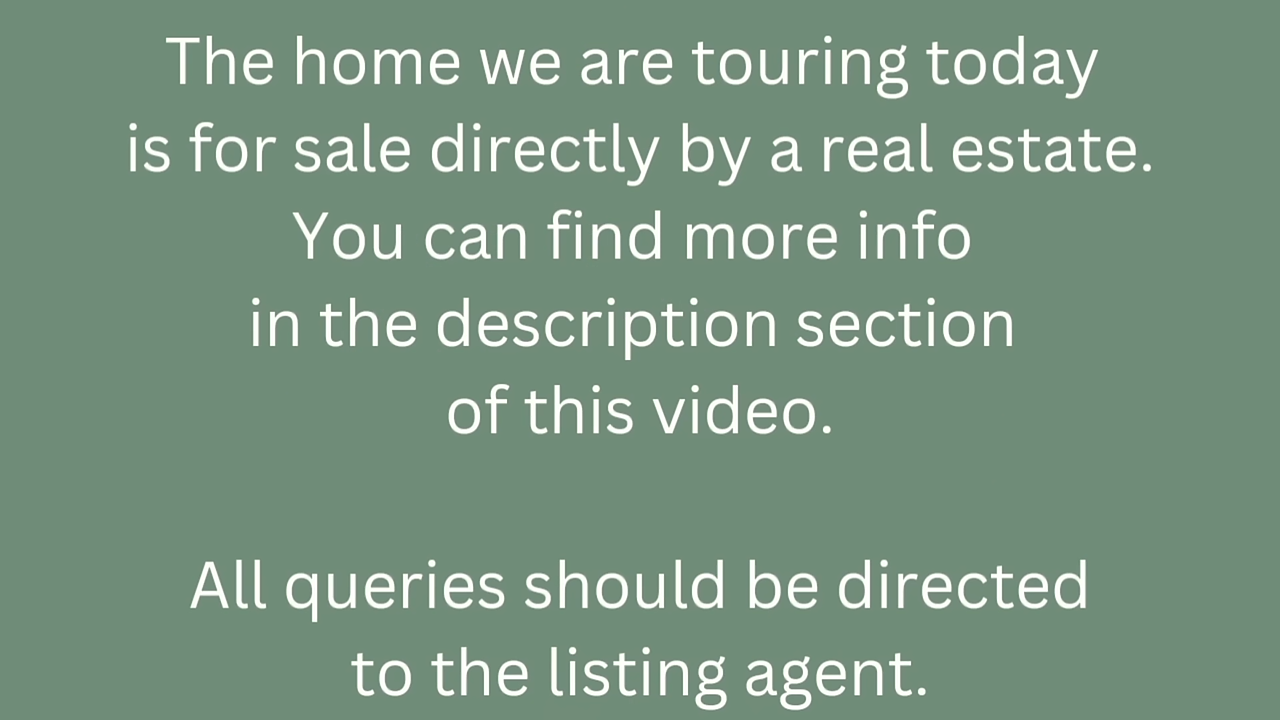 The home we are touring today
is for sale directly by a real estate.
You can find more info
in the description section
of this video.
All queries should be directed
to the listing agent.